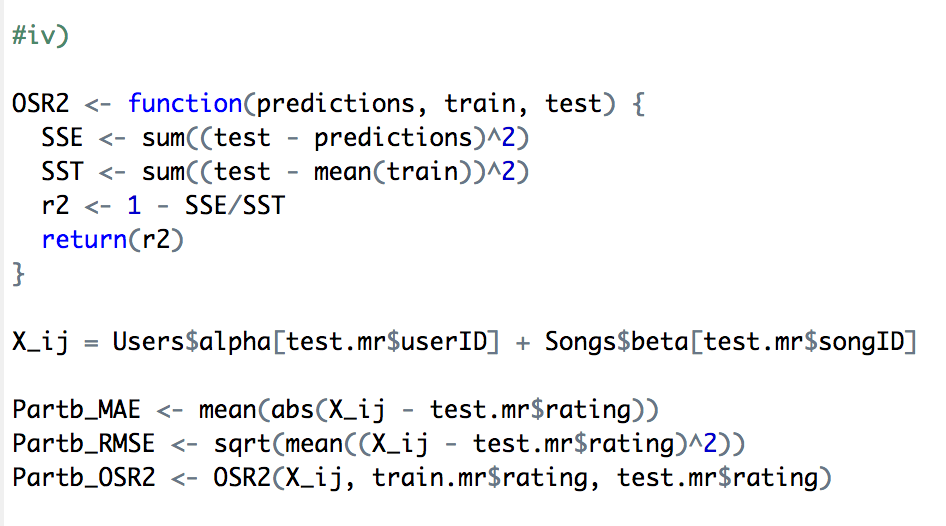 #iv)
OSR2 <- function(predictions, train, test) {
  SSE <- sum((test - predictions)^2)
  SST <- sum((test - mean(train))^2)
  r2 <- 1 - SSE/SST
  return(r2)
}
X_ij = Users$alpha[test.mr$userID] + Songs$beta[test.mr$songID]
Partb_MAE <- mean(abs(X_ij - test.mr$rating))
Partb_RMSE <- sqrt(mean((X_ij - test.mr$rating)^2))
Partb_OSR2 <- OSR2(X_ij, train.mr$rating, test.mr$rating)